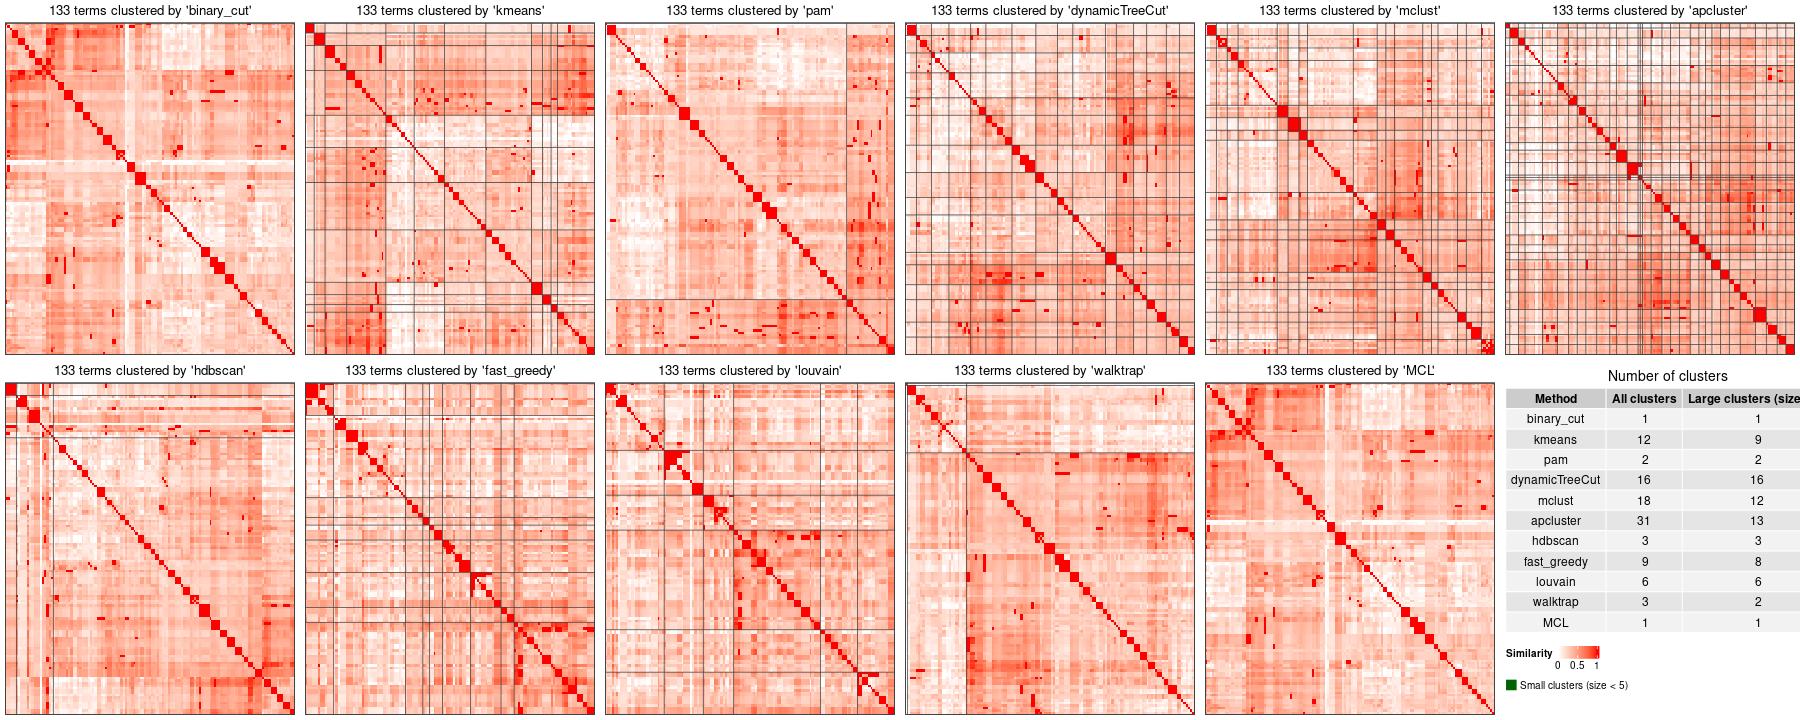 133 terms clustered by 'binary_cut'
133 terms clustered by 'kmeans'
133 terms clustered by 'pam'
133 terms clustered by 'dynamicTreeCut'
133 terms clustered by 'mclust'
133 terms clustered by 'apcluster'
133 terms clustered by 'hdbscan'
133 terms clustered by 'fast_greedy'
133 terms clustered by 'louvain'
133 terms clustered by 'walktrap'
133 terms clustered by 'MCL'
Number of clusters
Method All clusters Large clusters (size
binary_cut 1 1
kmeans 12 9
pam 2 2
dynamicTreeCut 16 16
mclust 18 12
apcluster 31 13
hdbscan 3 3
fast_greedy 9 8
louvain 6 6
walktrap 3 2
MCL 1 1
Similarity
0 0.5 1
Small clusters (size < 5)